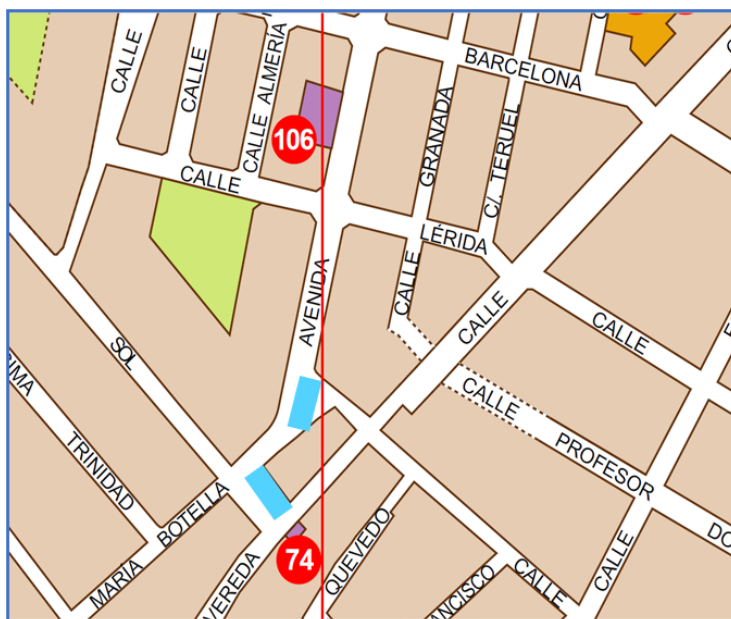 BARCELONA
CALLE
CALLE
CALLE ALMERÍA
106
GRANADA
C/. TERUEL
CALLE
LÉRIDA
CALLE
AVENIDA
CALLE
CALLE
SOL
CALLE
PROFESOR
TRINIDAD
BOTELLA
MARÍA
VEREDA
74
QUEVEDO
CALLE
CALLE